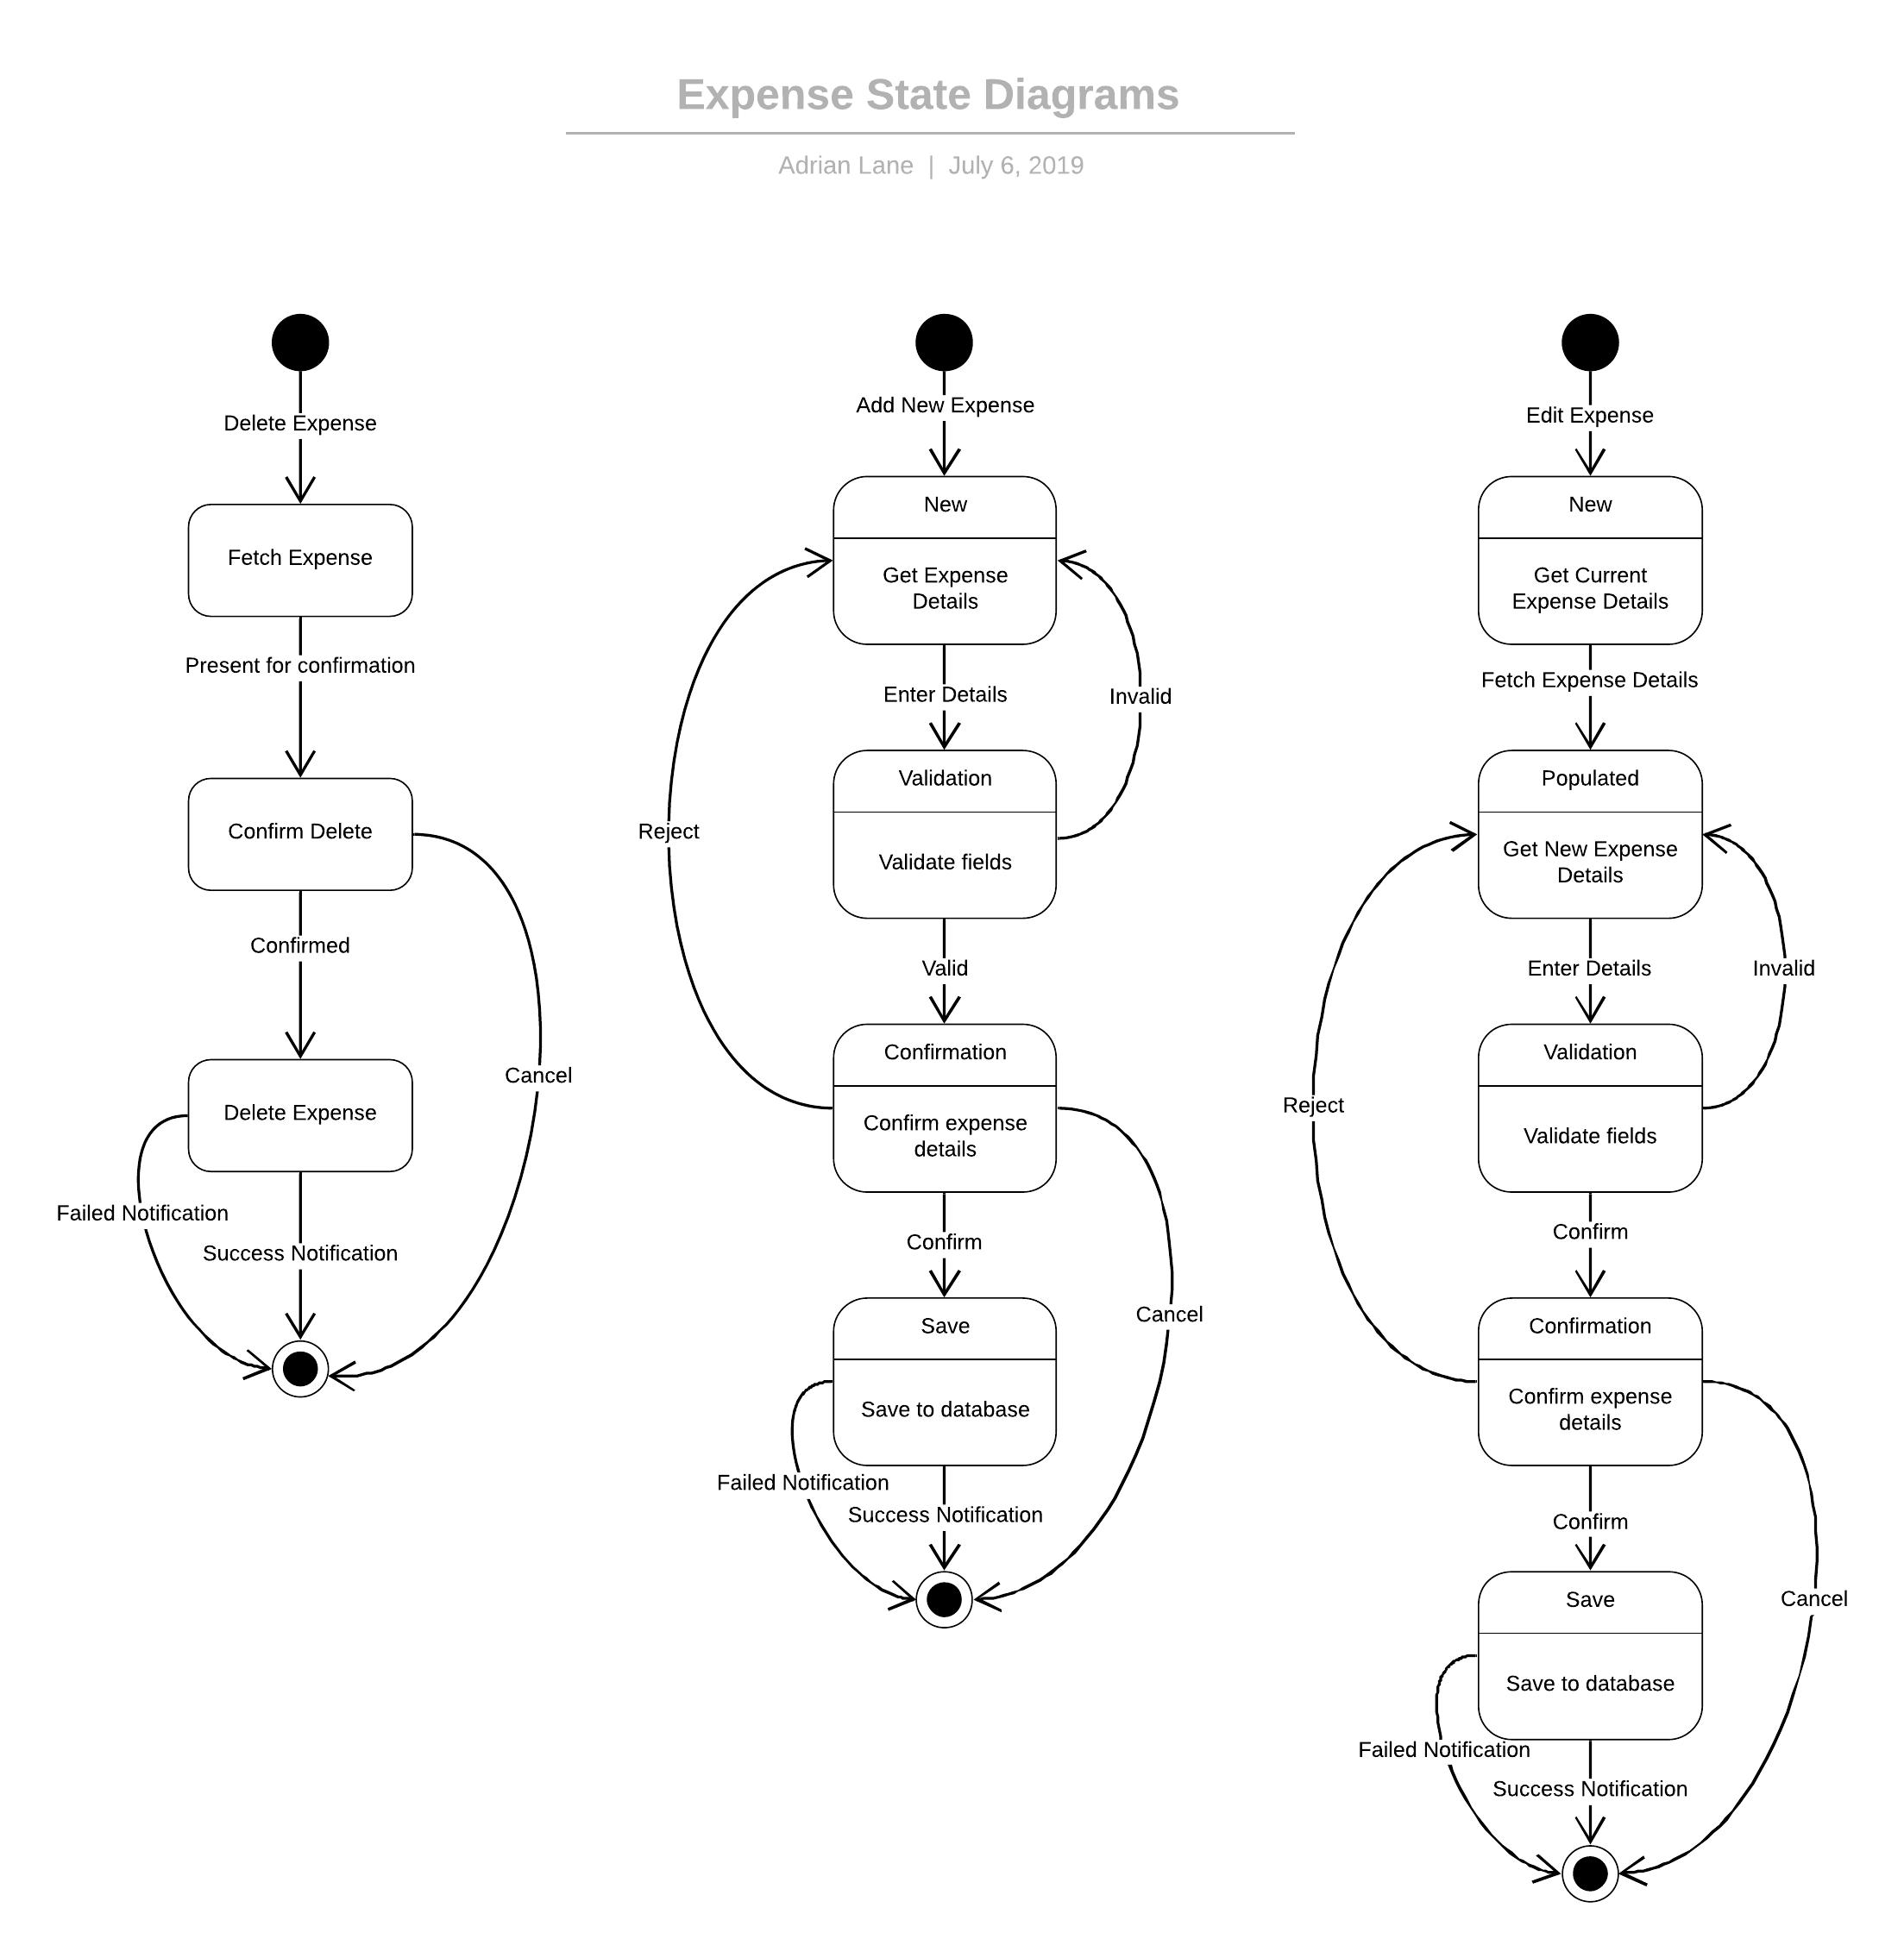 Expense State Diagrams
Adrian Lane | July 6, 2019
Delete Expense
Fetch Expense
Present for confirmation
Confirm Delete
Confirmed
Cancel
Delete Expense
Failed Notification
Success Notification
Add New Expense
New
Get Expense
Details
Enter Details
Invalid
Validation
Validate fields
Reject
Valid
Confirmation
Confirm expense
details
Confirm
Cancel
Save
Save to database
Failed Notification
Success Notification
Edit Expense
New
Get Current
Expense Details
Fetch Expense Details
Populated
Get New Expense
Details
Enter Details
Invalid
Validation
Validate fields
Reject
Confirm
Confirmation
Confirm expense
details
Confirm
Cancel
Save
Save to database
Failed Notification
Success Notification